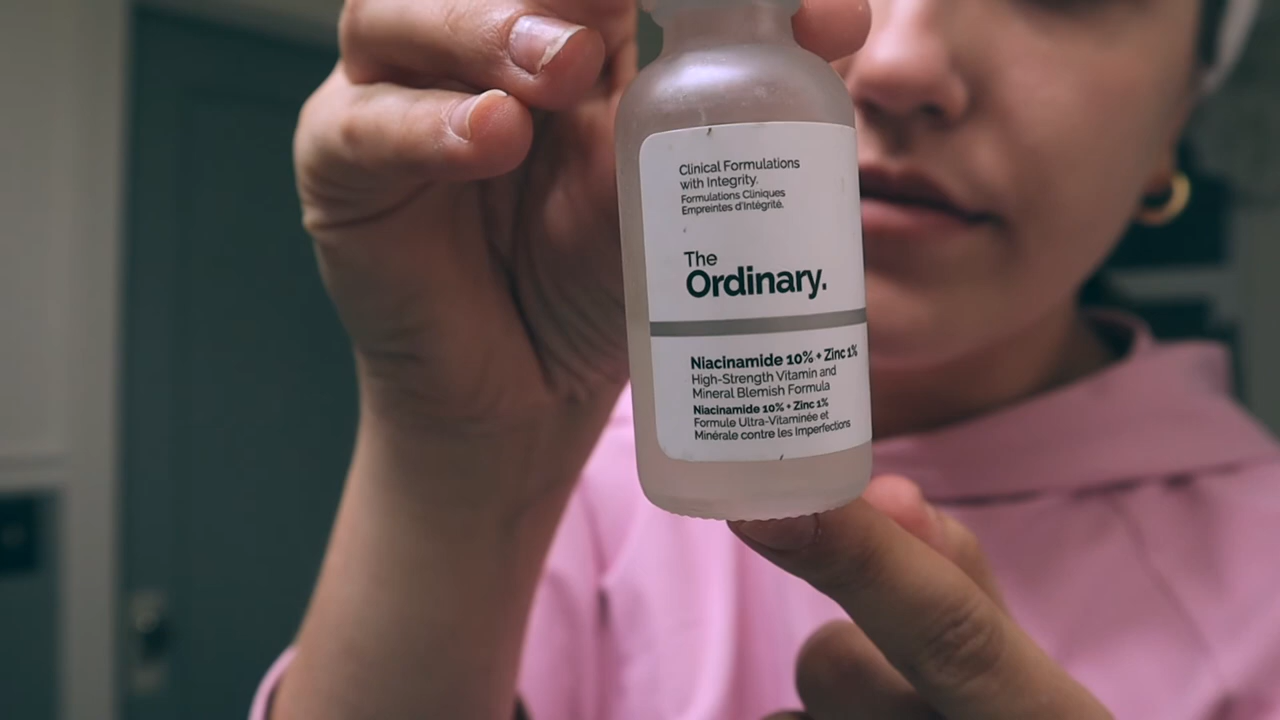 Clinical Formulations
with Integrity.
Formulations Cliniques
Empreintes d'Intégrité.
The
Ordinary.
Niacinamide 10% + Zinc 1%
High-Strength Vitamin and
Mineral Blemish Formula
Niacinamide 10% + Zinc 1%
Formule Ultra-Vitaminée et
Minérale contre les Imperfections